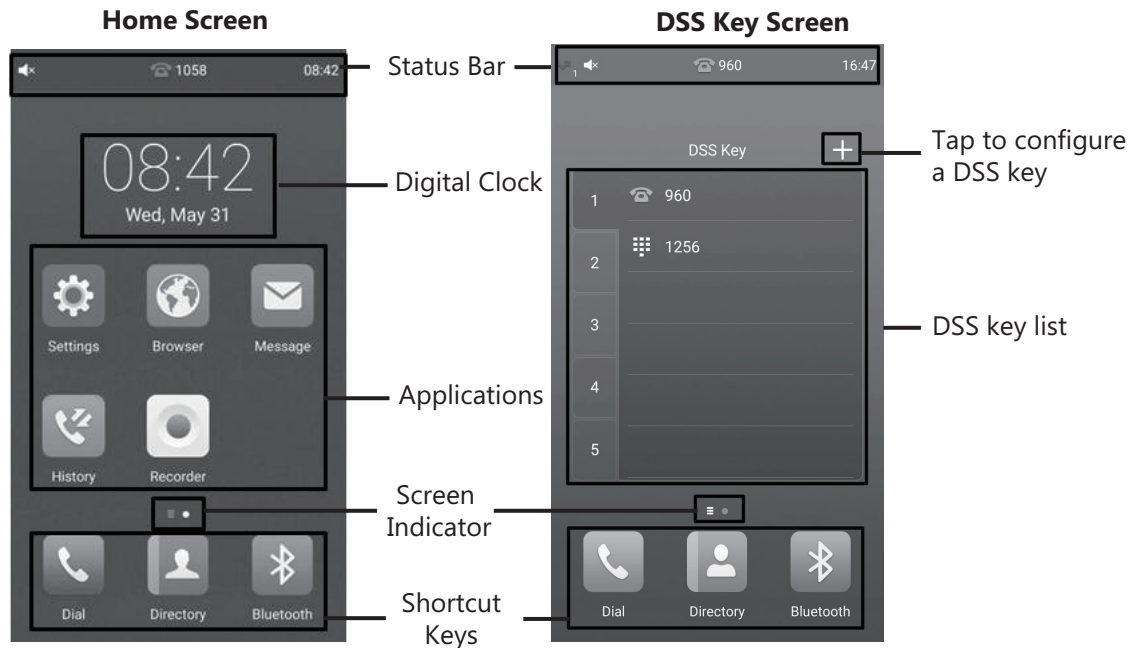 Home Screen
DSS Key Screen
1058
08:42
Status Bar
1
960
16:47
08:42
Wed, May 31
Digital Clock
DSS Key
Tap to configure
a DSS key
1
960
2
1256
3
4
5
DSS key list
Settings
Browser
Message
History
Recorder
Applications
Screen
Indicator
Dial
Directory
Bluetooth
Shortcut
Keys
Dial
Directory
Bluetooth